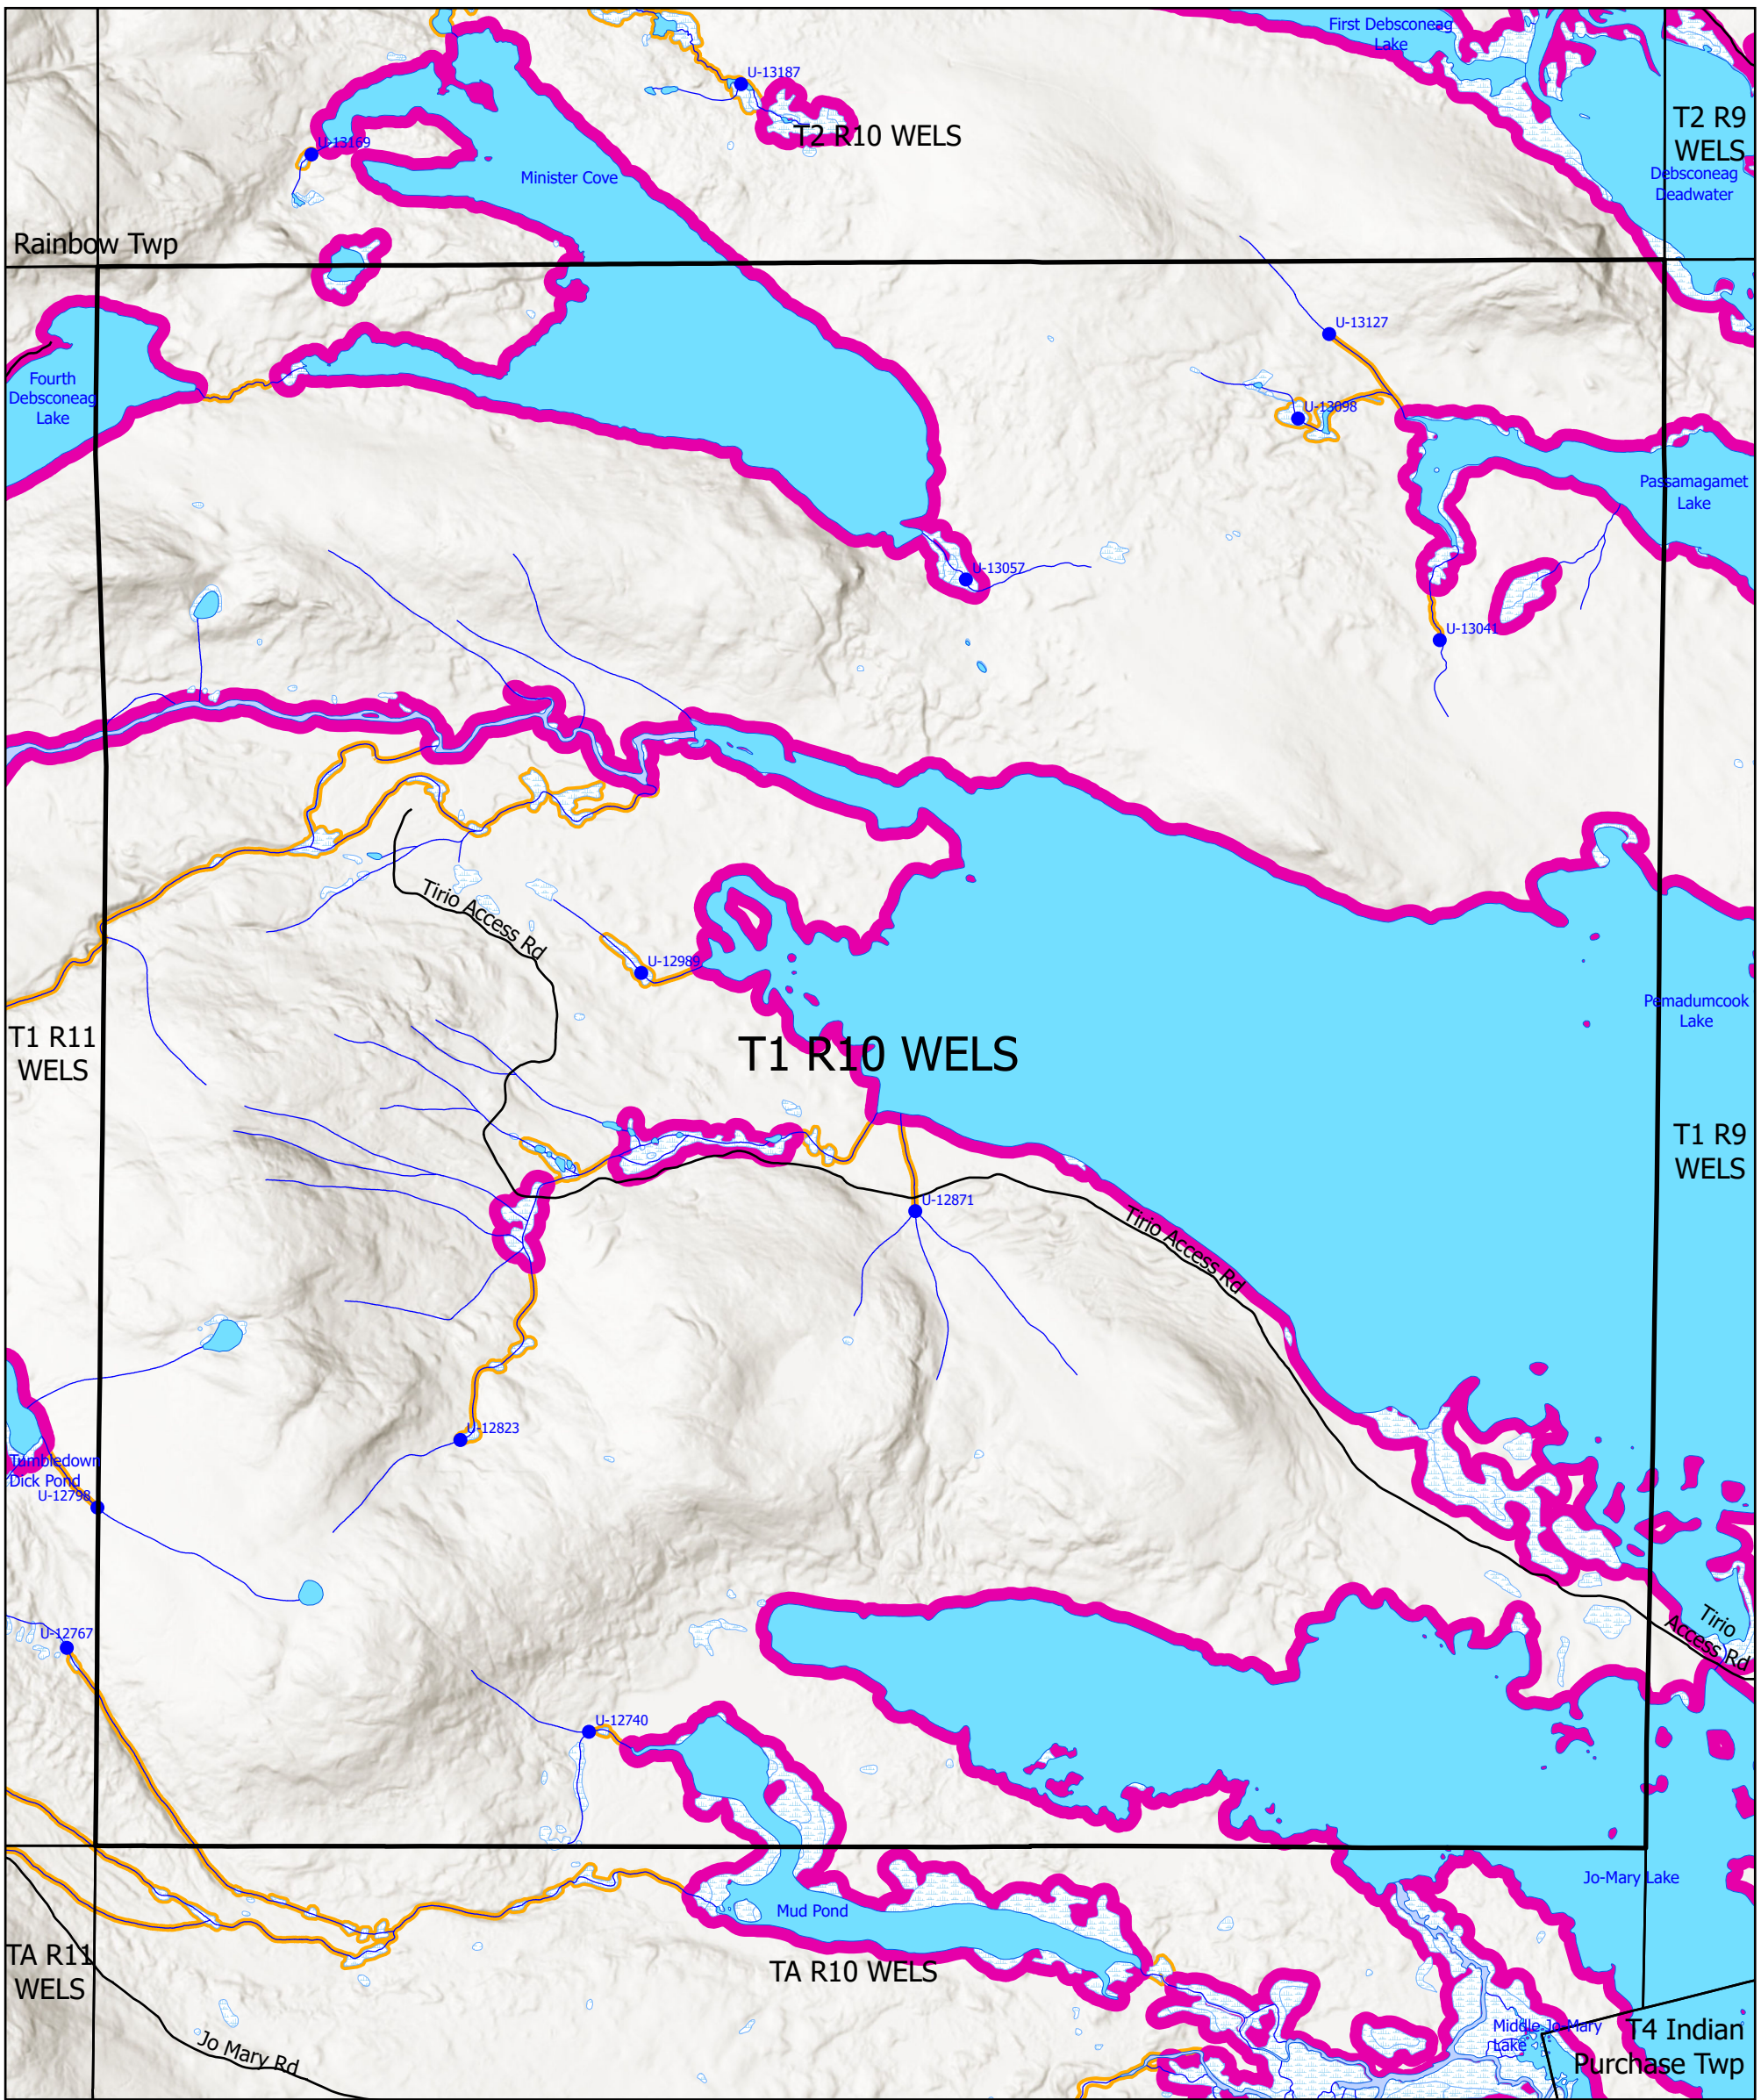 First Debsconeag
Lake
U-13187
T2 R10 WELS
T2 R9
WELS
U-13169
Minister Cove
Debsconeag
Deadwater
Rainbow Twp
U-13127
Fourth
Debsconeag
Lake
U-13098
Passamagamet
Lake
U-13057
U-13041
Tirio Access Rd
U-12989
Pemadumcook
Lake
T1 R11
WELS
T1 R10 WELS
T1 R9
WELS
U-12871
Tirio Access Rd
U-12823
Tumbledown
Dick Pond
U-12798
Tirio
Access Rd
U-12767
U-12740
Jo-Mary Lake
Mud Pond
TA R11
WELS
TA R10 WELS
Middle Jo-Mary
Lake
T4 Indian
Purchase Twp
Jo Mary Rd